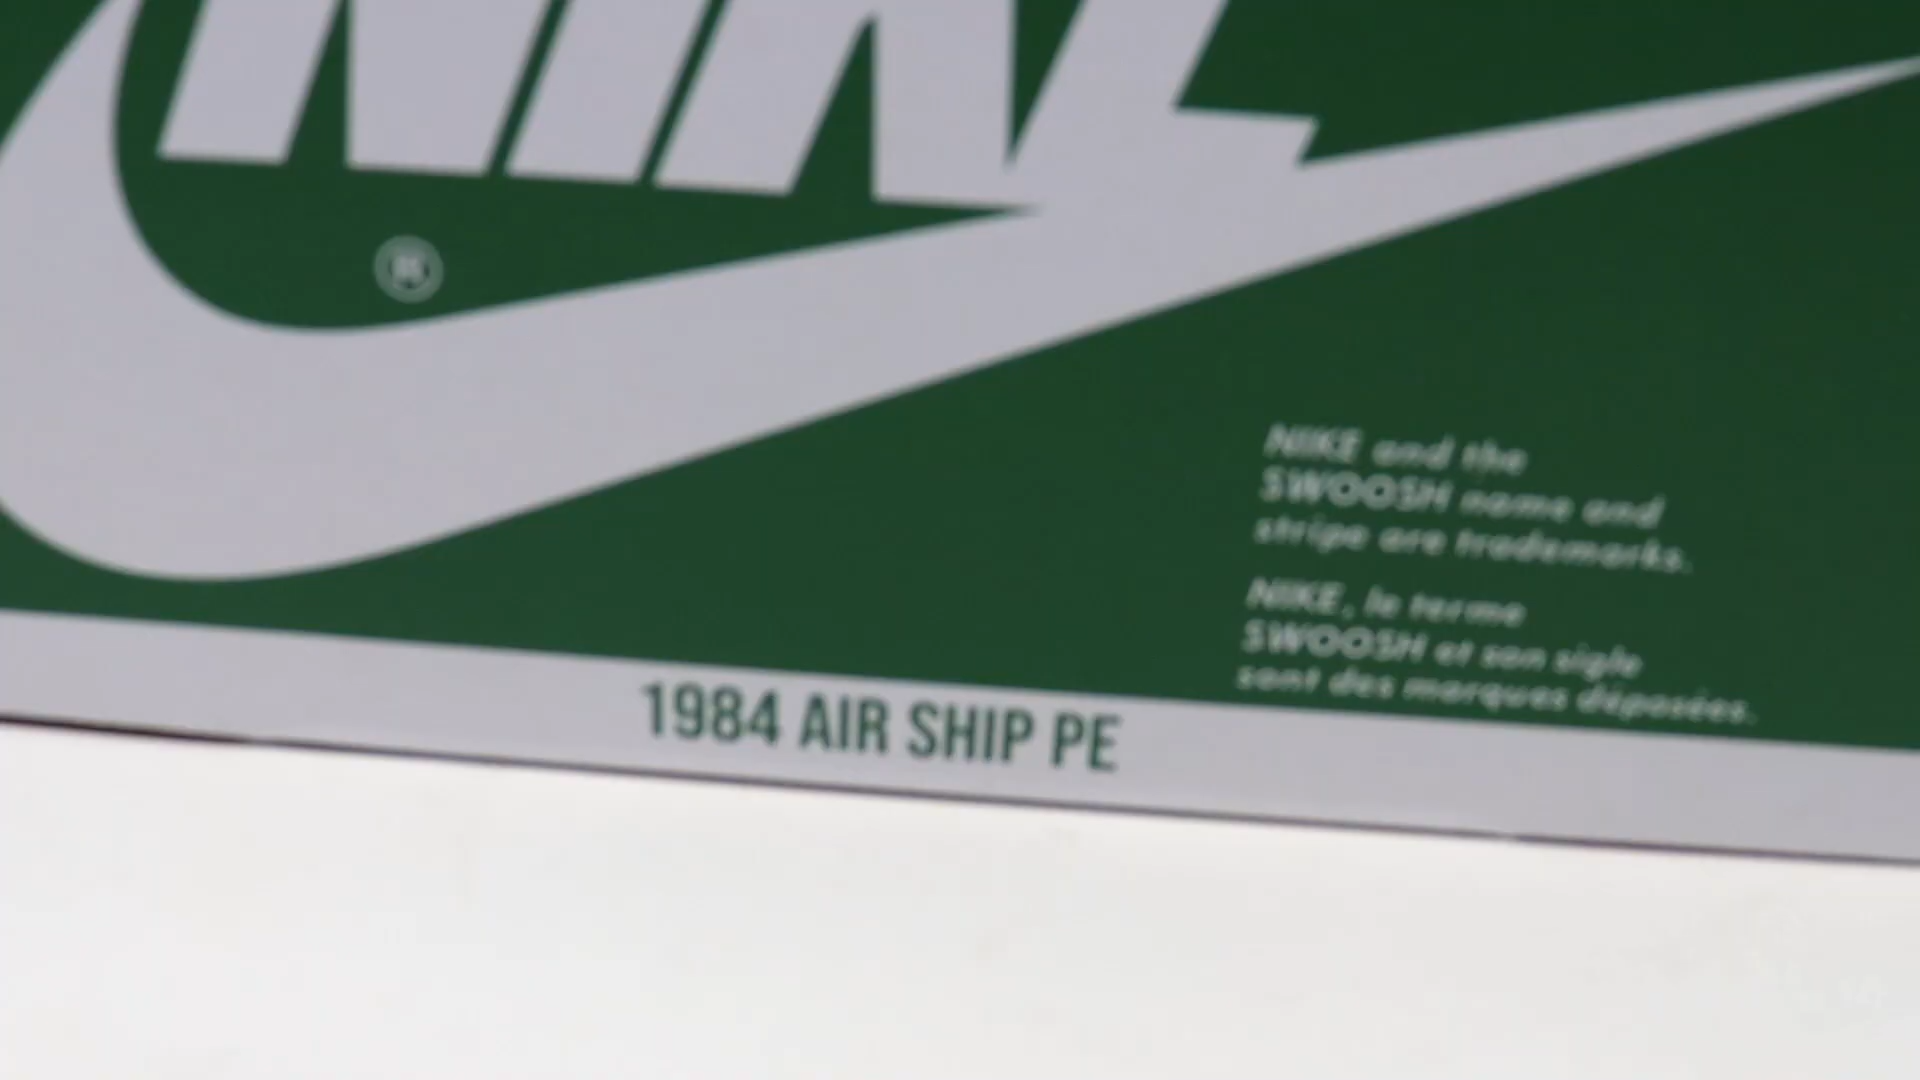 NIKE
®
NIKE and the
SWOOSH name and
stripe are trademarks.
NIKE, le terme
SWOOSH et son sigle
sont des marques déposées.
1984 AIR SHIP PE